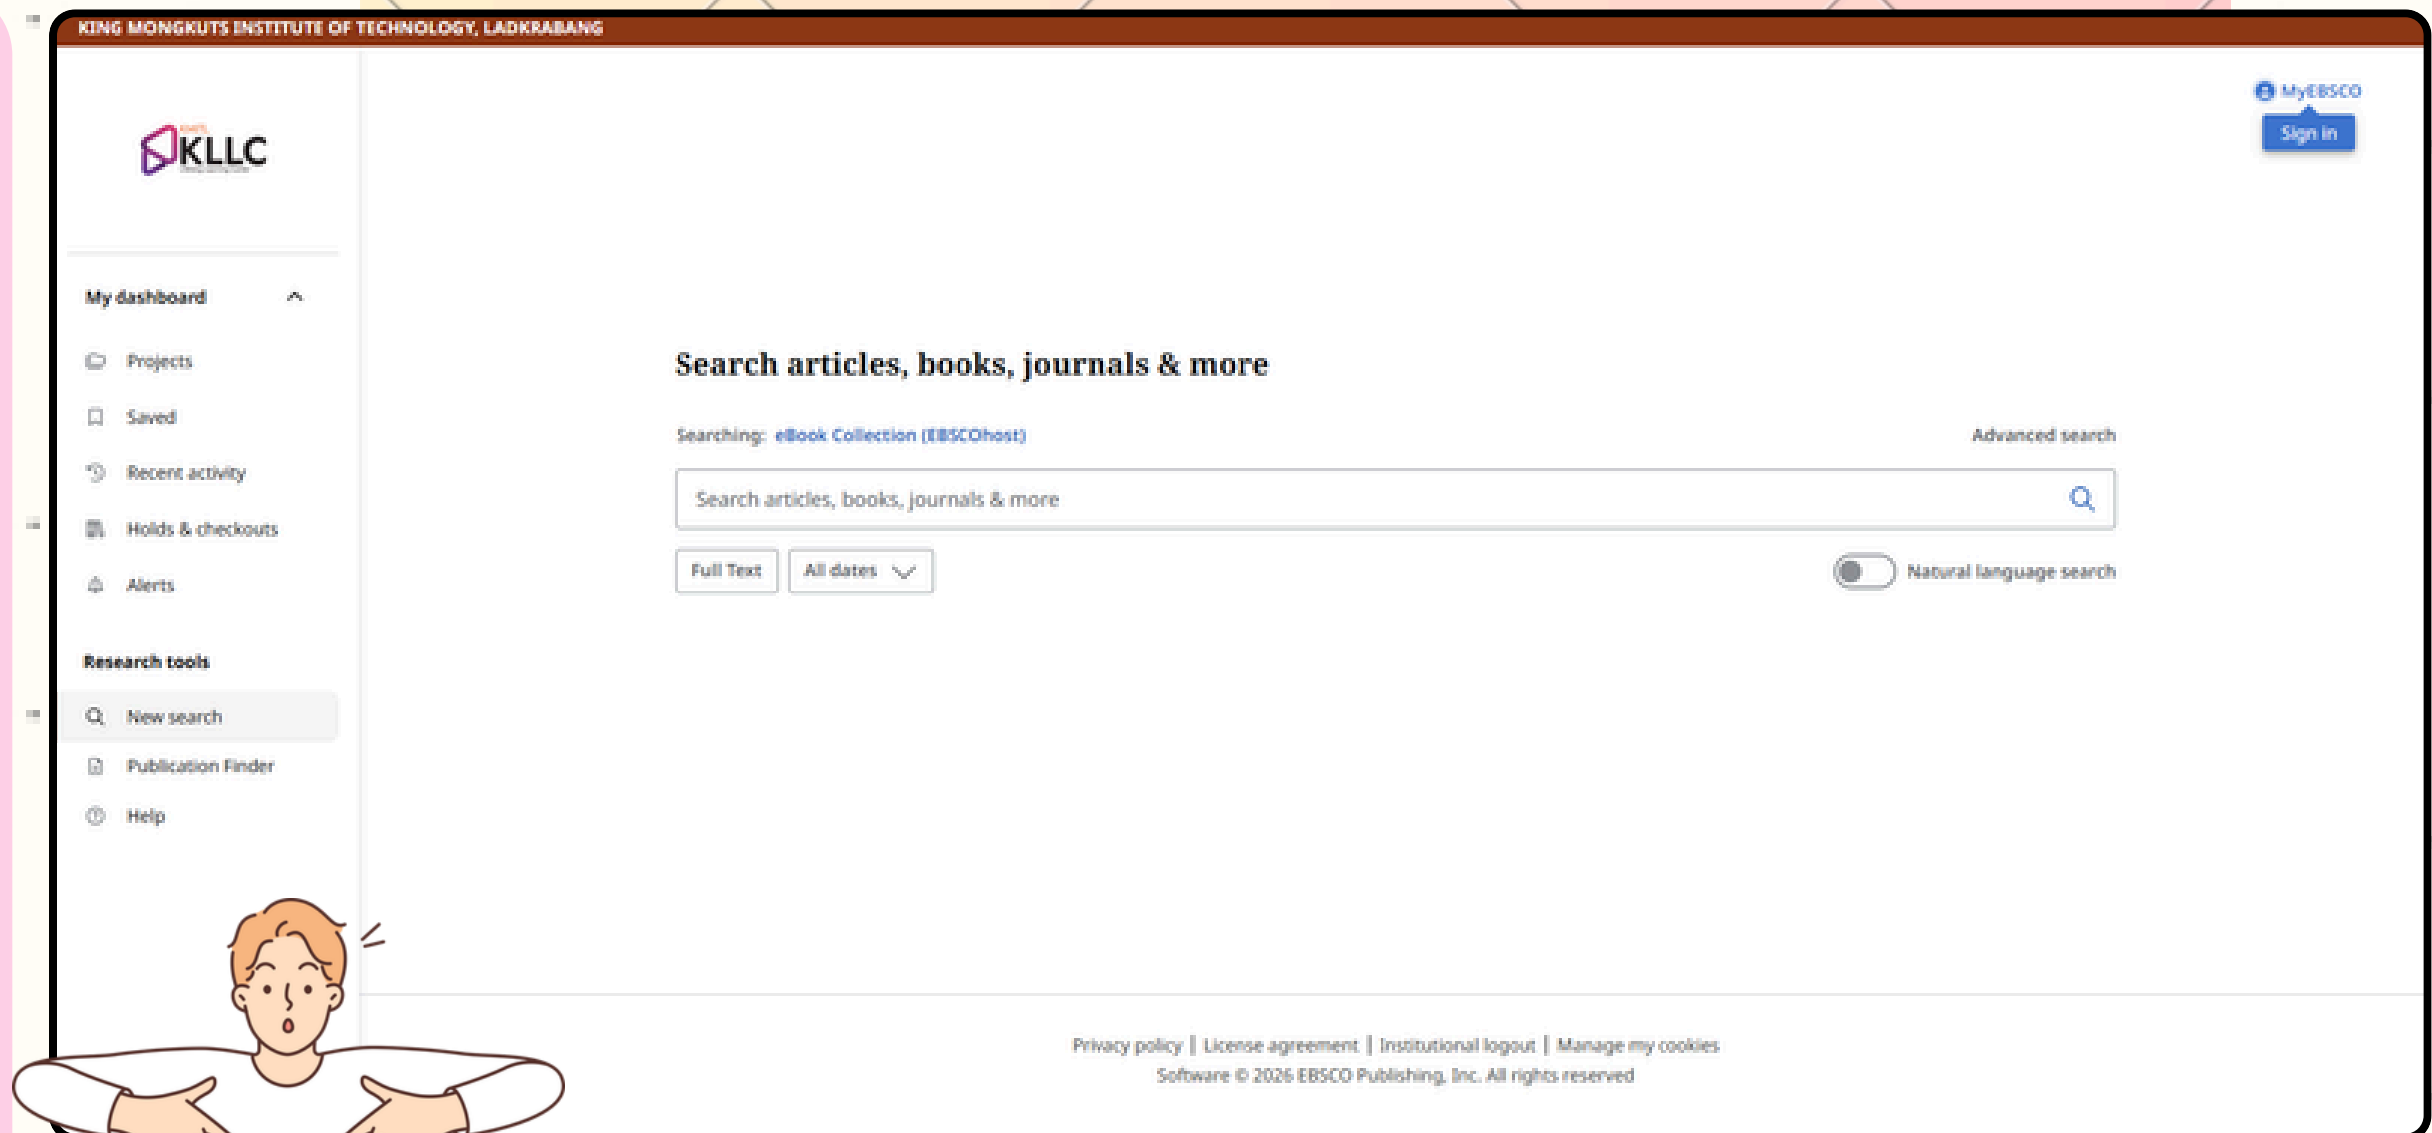 KING MONGKUTS INSTITUTE OF TECHNOLOGY, LADKRABANG
MyEBSCO
Sign in
KLLC
My dashboard
Projects
Saved
Recent activity
Holds & checkouts
Alerts
Research tools
New search
Publication Finder
Help
Search articles, books, journals & more
Searching: eBook Collection (EBSCOhost)
Advanced search
Search articles, books, journals & more
Full Text
All dates
Natural language search
Privacy policy | License agreement | Institutional logout | Manage my cookies
Software © 2026 EBSCO Publishing, Inc. All rights reserved